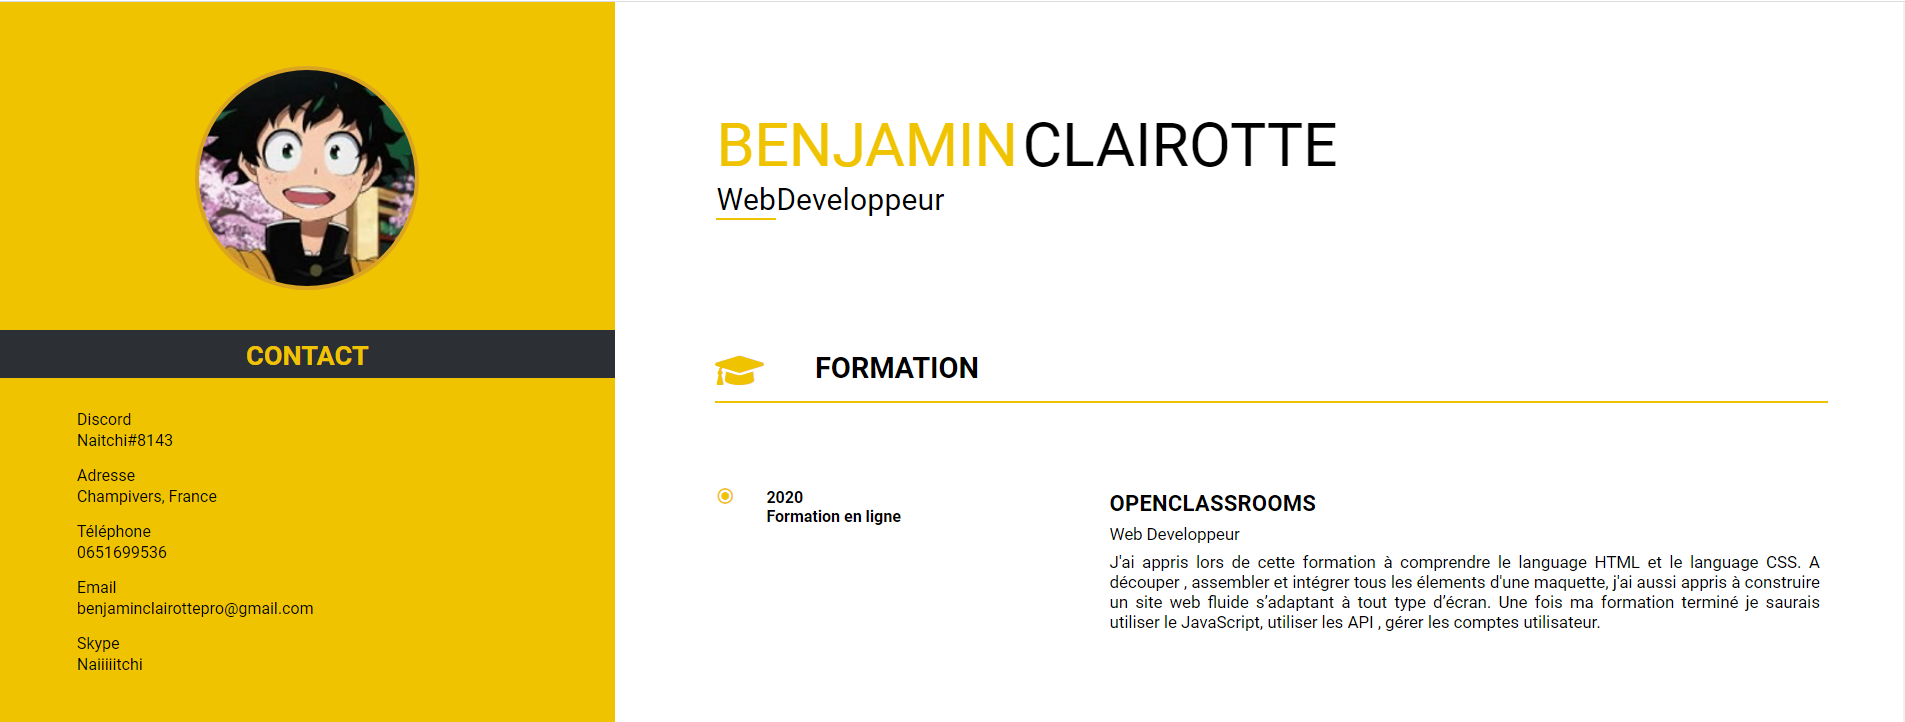 BENJAMIN CLAIROTTE
WebDeveloppeur
CONTACT
Discord
Naitchi#8143
Adresse
Champivers, France
Téléphone
0651699536
Email
benjaminclairottepro@gmail.com
Skype
Naiiiiitchi
FORMATION
2020
Formation en ligne
OPENCLASSROOMS
Web Developpeur
J'ai appris lors de cette formation à comprendre le language HTML et le language CSS. A
découper , assembler et intégrer tous les élements d'une maquette, j'ai aussi appris à construire
un site web fluide s’adaptant à tout type d’écran. Une fois ma formation terminé je saurais
utiliser le JavaScript, utiliser les API , gérer les comptes utilisateur.